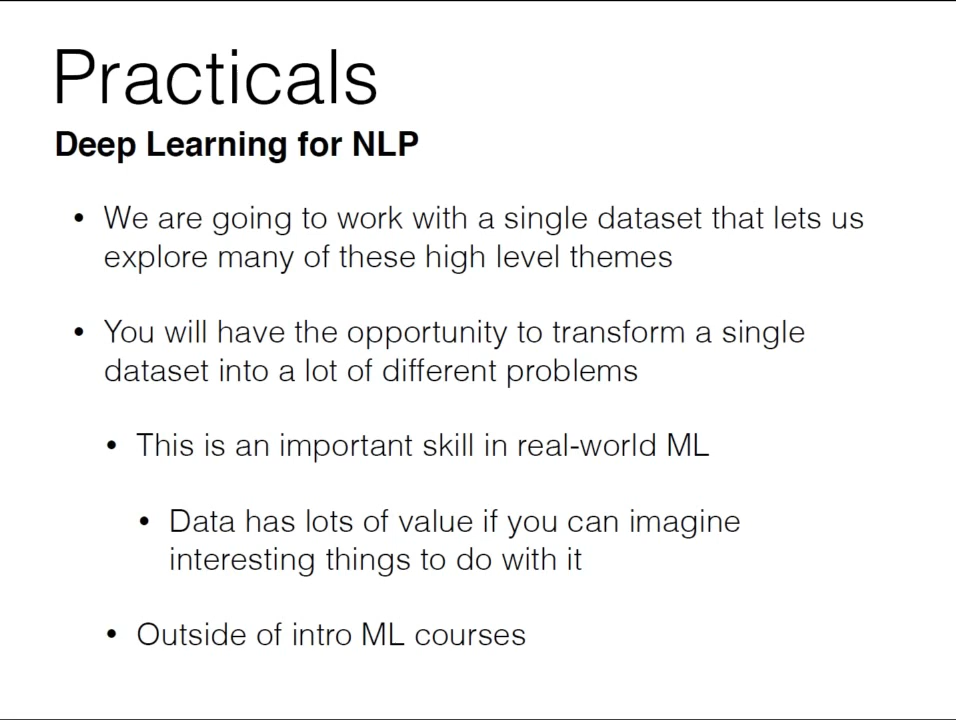 Practicals
Deep Learning for NLP
• We are going to work with a single dataset that lets us
explore many of these high level themes
• You will have the opportunity to transform a single
dataset into a lot of different problems
• This is an important skill in real-world ML
• Data has lots of value if you can imagine
interesting things to do with it
• Outside of intro ML courses